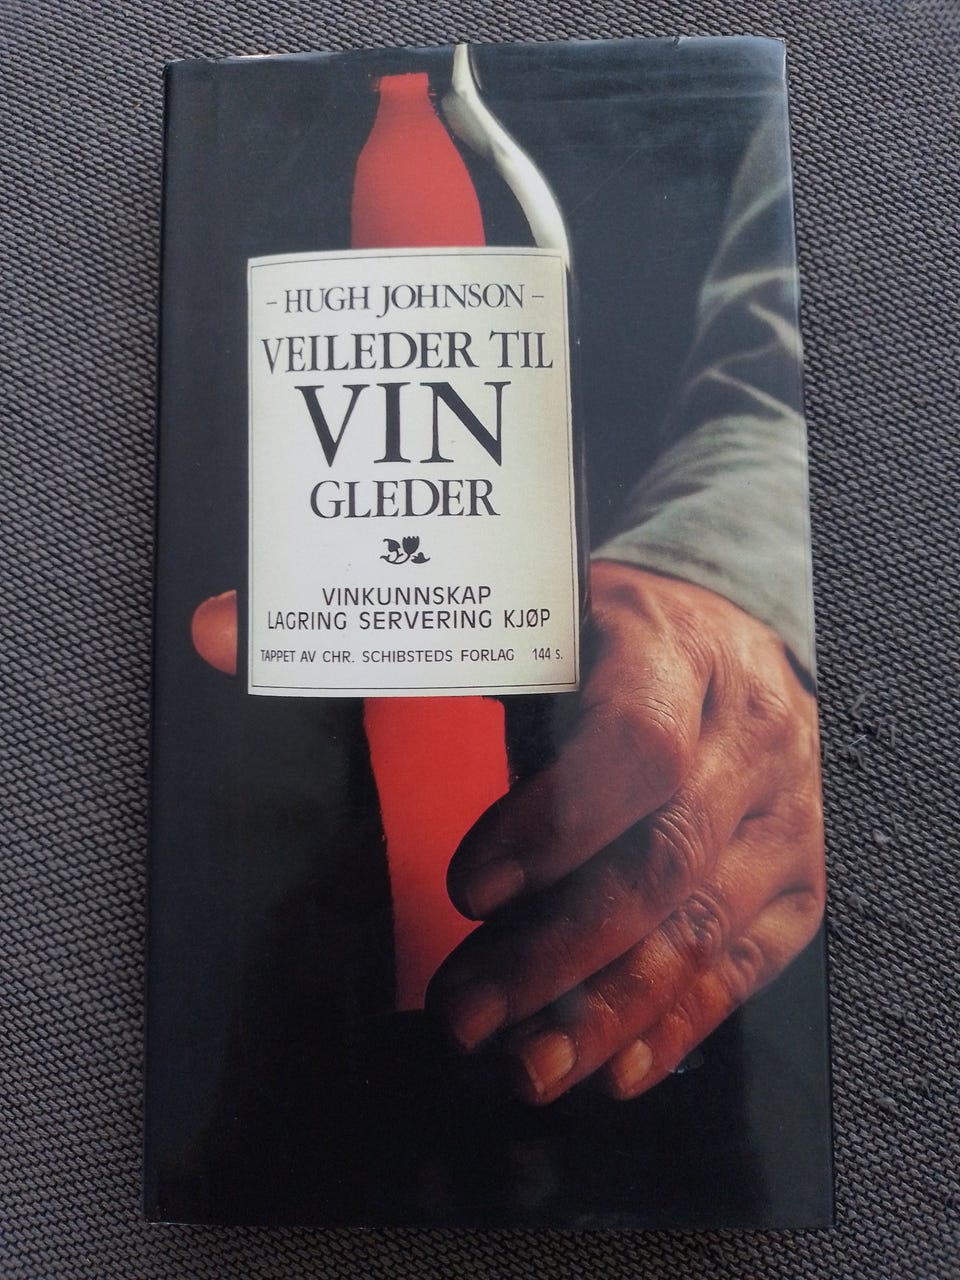 - HUGH JOHNSON -
VEILEDER TIL
VIN
GLEDER
VINKUNNSKAP
LAGRING SERVERING KJØP
TAPPET AV CHR. SCHIBSTEDS FORLAG 144 s.